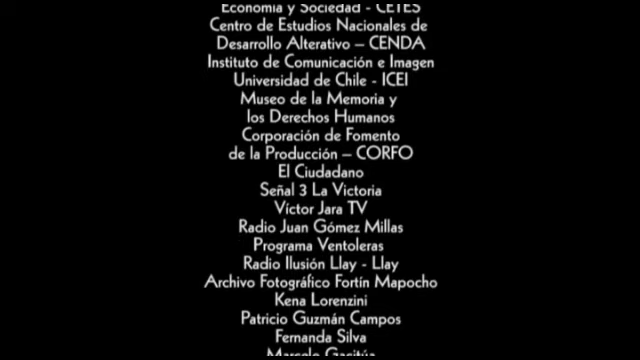 Economía y Sociedad - CETES
Centro de Estudios Nacionales de
Desarrollo Alterativo – CENDA
Instituto de Comunicación e Imagen
Universidad de Chile - ICEI
Museo de la Memoria y
los Derechos Humanos
Corporación de Fomento
de la Producción – CORFO
El Ciudadano
Señal 3 La Victoria
Víctor Jara TV
Radio Juan Gómez Millas
Programa Ventoleras
Radio Ilusión Llay - Llay
Archivo Fotográfico Fortín Mapocho
Kena Lorenzini
Patricio Guzmán Campos
Fernanda Silva
Marcelo Gacitúa